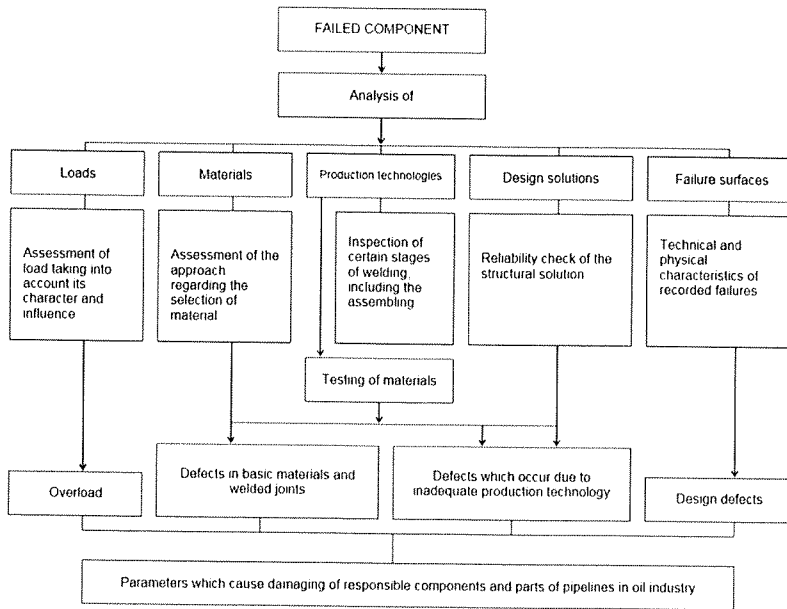 FAILED COMPONENT
Analysis of
Loads
Materials
Production technologies
Design solutions
Failure surfaces
Assessment of
load taking into
account its
character and
influence
Assessment of the
approach
regarding the
selection of
material
Inspection of
certain stages
of welding,
including the
assembling
Reliability check of the
structural solution
Technical and
physical
characteristics of
recorded failures
Testing of materials
Overload
Defects in basic materials and
welded joints
Defects which occur due to
inadequate production technology
Design defects
Parameters which cause damaging of responsible components and parts of pipelines in oil industry